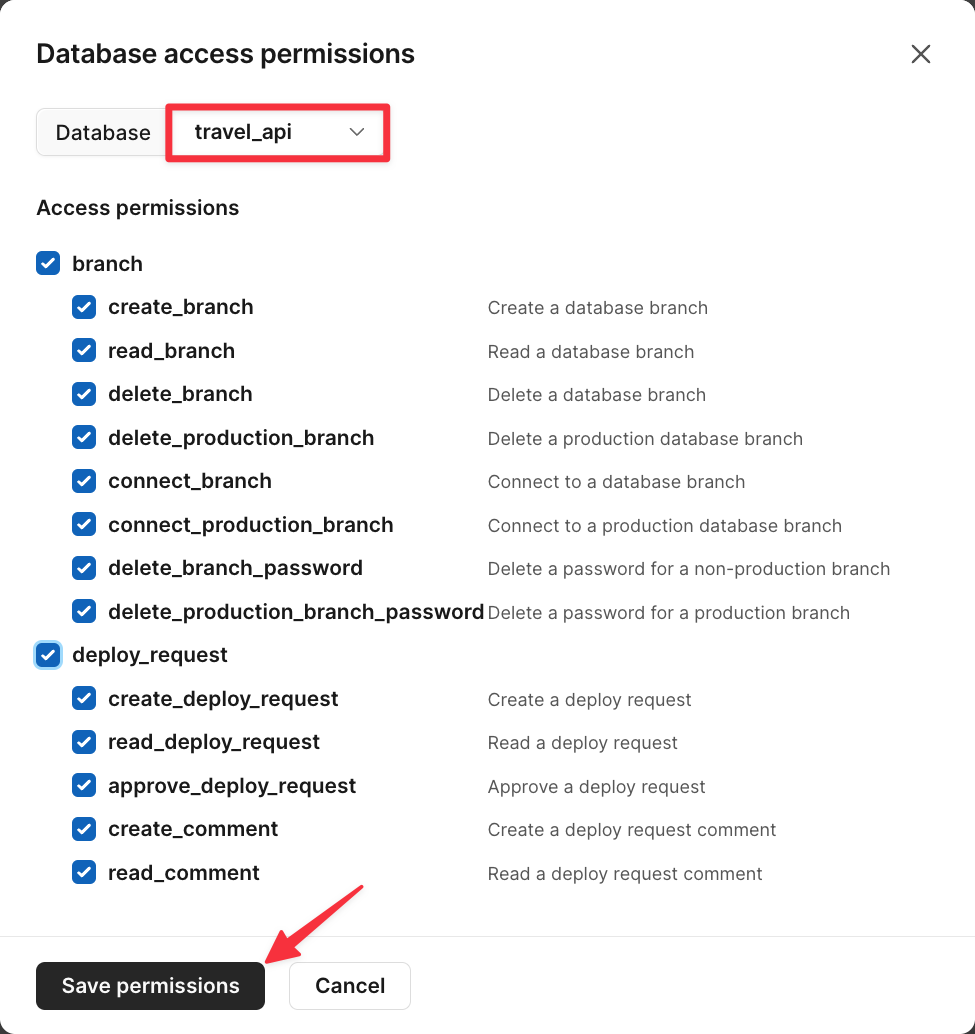 Database access permissions
Database travel_api
Access permissions
branch
create_branch Create a database branch
read_branch Read a database branch
delete_branch Delete a database branch
delete_production_branch Delete a production database branch
connect_branch Connect to a database branch
connect_production_branch Connect to a production database branch
delete_branch_password Delete a password for a non-production branch
delete_production_branch_password Delete a password for a production branch
deploy_request
create_deploy_request Create a deploy request
read_deploy_request Read a deploy request
approve_deploy_request Approve a deploy request
create_comment Create a deploy request comment
read_comment Read a deploy request comment
Save permissions Cancel